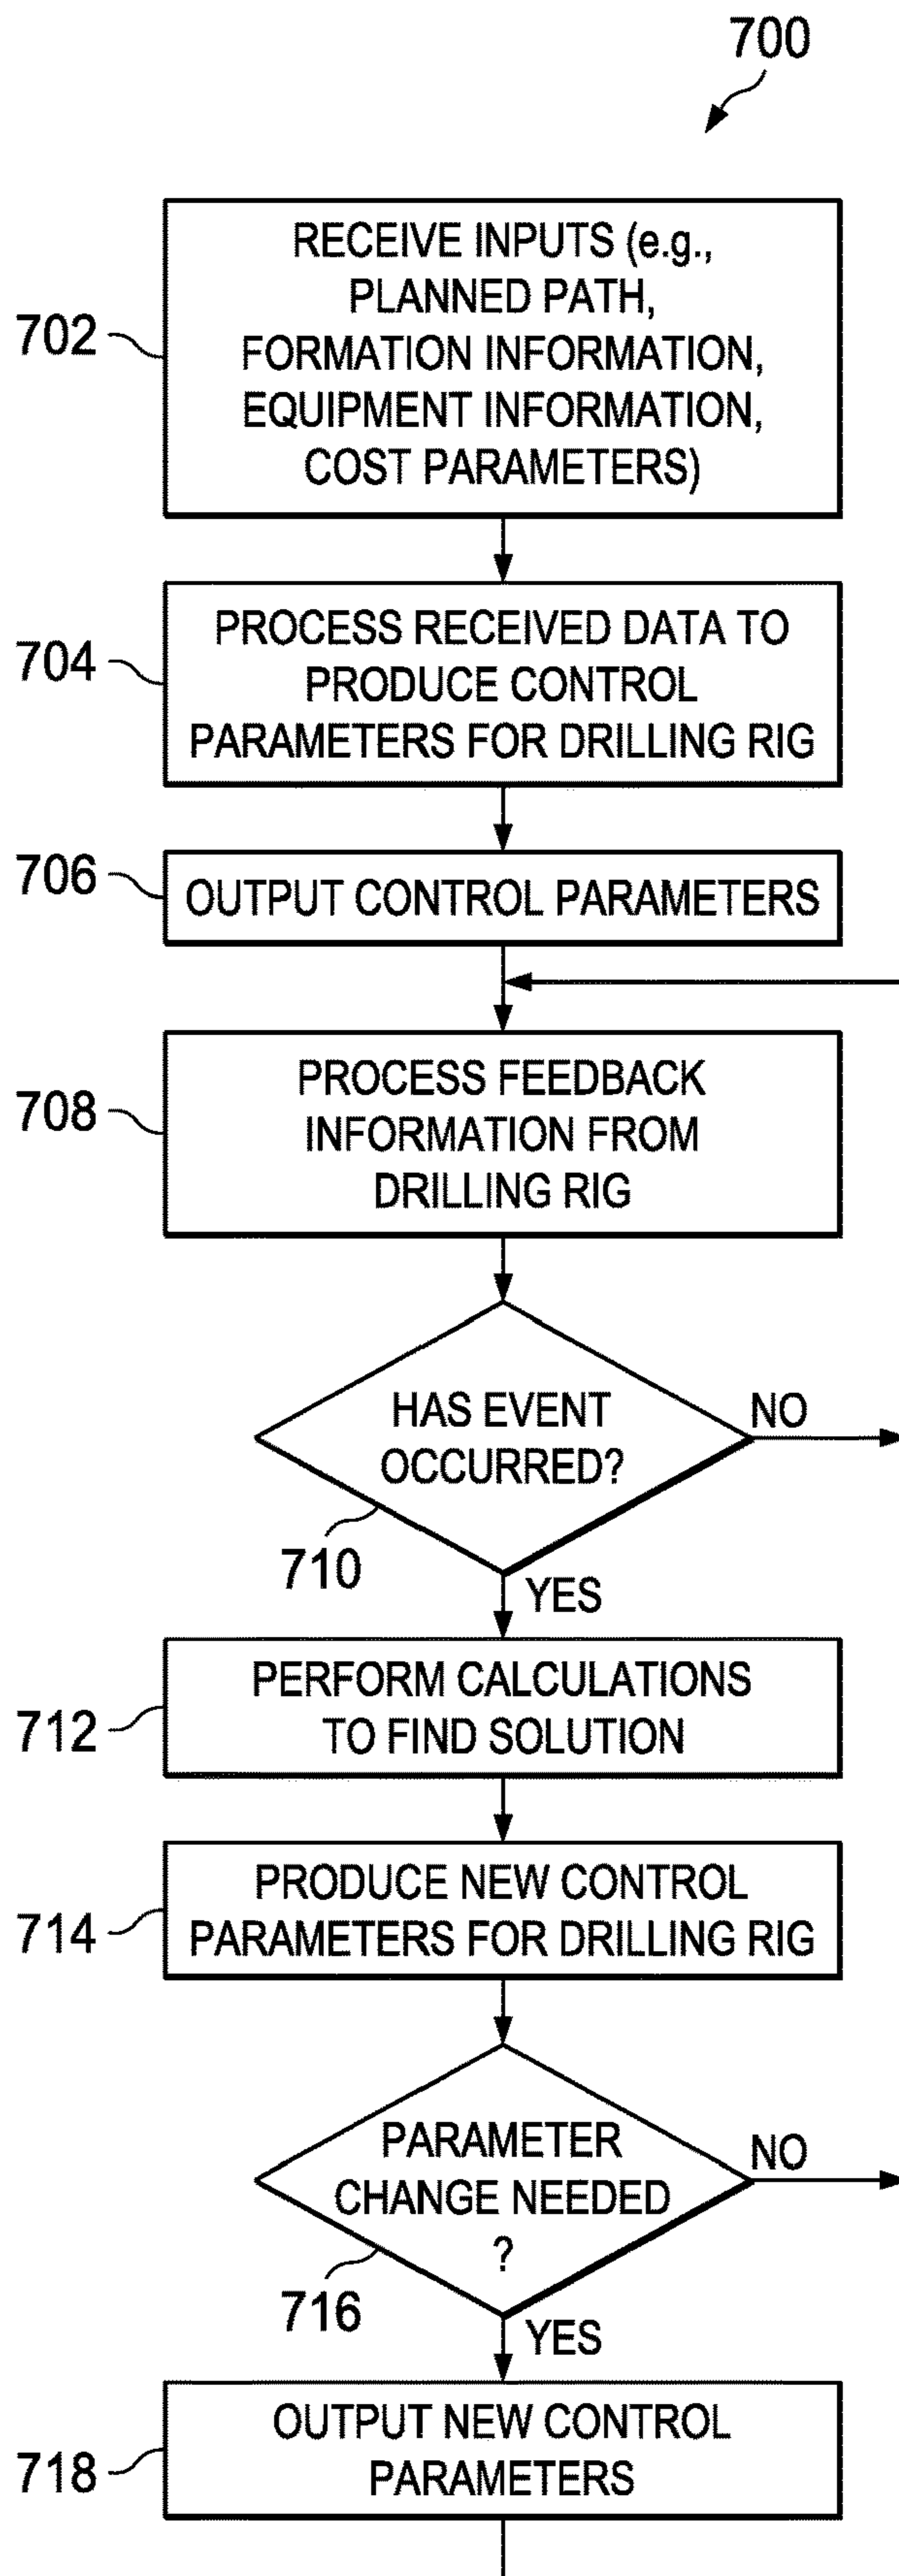 700
702
RECEIVE INPUTS (e.g.,
PLANNED PATH,
FORMATION INFORMATION,
EQUIPMENT INFORMATION,
COST PARAMETERS)
704
PROCESS RECEIVED DATA TO
PRODUCE CONTROL
PARAMETERS FOR DRILLING RIG
706
OUTPUT CONTROL PARAMETERS
708
PROCESS FEEDBACK
INFORMATION FROM
DRILLING RIG
HAS EVENT
OCCURRED?
NO
710
YES
712
PERFORM CALCULATIONS
TO FIND SOLUTION
714
PRODUCE NEW CONTROL
PARAMETERS FOR DRILLING RIG
PARAMETER
CHANGE NEEDED
?
NO
716
YES
718
OUTPUT NEW CONTROL
PARAMETERS